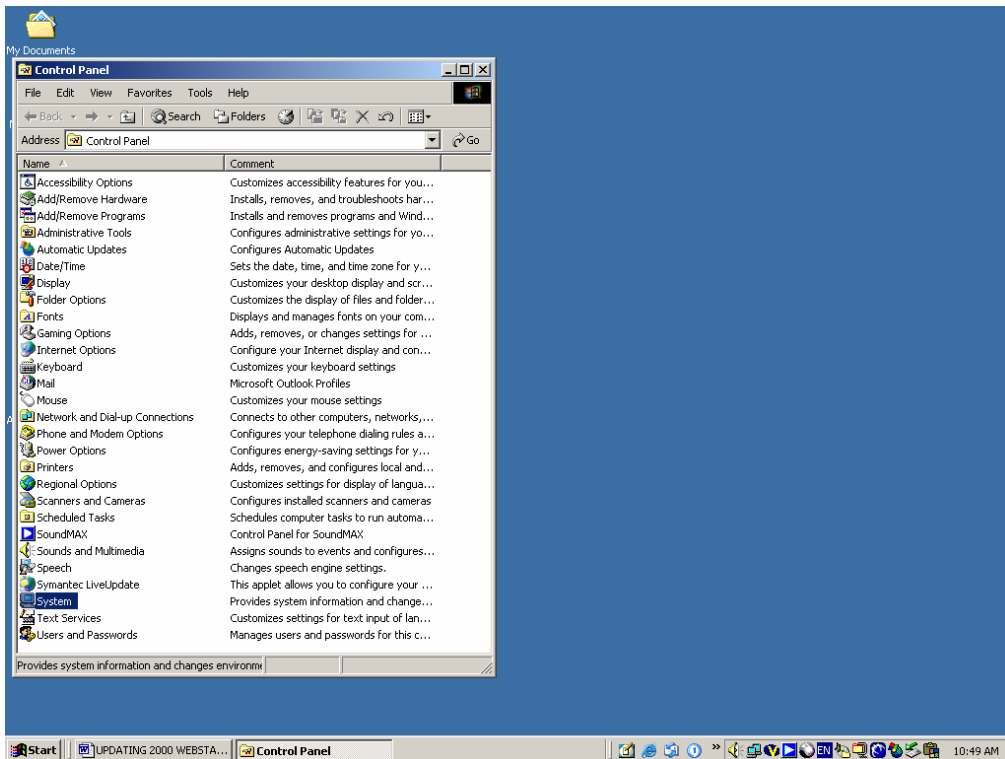 My Documents
Control Panel
File Edit View Favorites Tools Help
Back Search Folders
Address Control Panel Go
Name Comment
Accessibility Options Customizes accessibility features for you...
Add/Remove Hardware Installs, removes, and troubleshoots har...
Add/Remove Programs Installs and removes programs and Wind...
Administrative Tools Configures administrative settings for yo...
Automatic Updates Configures Automatic Updates
Date/Time Sets the date, time, and time zone for y...
Display Customizes your desktop display and scr...
Folder Options Customizes the display of files and folder...
Fonts Displays and manages fonts on your com...
Gaming Options Adds, removes, or changes settings for ...
Internet Options Configure your Internet display and con...
Keyboard Customizes your keyboard settings
Mail Microsoft Outlook Profiles
Mouse Customizes your mouse settings
Network and Dial-up Connections Connects to other computers, networks,...
Phone and Modem Options Configures your telephone dialing rules a...
Power Options Configures energy-saving settings for y...
Printers Adds, removes, and configures local and...
Regional Options Customizes settings for display of langua...
Scanners and Cameras Configures installed scanners and cameras
Scheduled Tasks Schedules computer tasks to run automa...
SoundMAX Control Panel for SoundMAX
Sounds and Multimedia Assigns sounds to events and configures...
Speech Changes speech engine settings.
Symantec LiveUpdate This applet allows you to configure your ...
System Provides system information and change...
Text Services Customizes settings for text input of lan...
Users and Passwords Manages users and passwords for this c...
Provides system information and changes environme
Start UPDATING 2000 WEBSTA... Control Panel » EN 10:49 AM